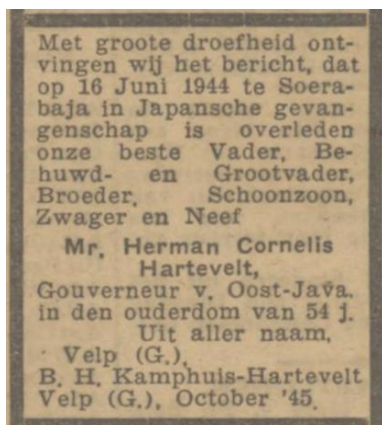 Met groote droefheid ont-
vingen wij het bericht, dat
op 16 Juni 1944 te Soera-
baja in Japansche gevan-
genschap is overleden
onze beste Vader, Be-
huwd- en Grootvader,
Broeder, Schoonzoon,
Zwager en Neef
Mr. Herman Cornelis
Hartevelt,
Gouverneur v. Oost-Java.
in den ouderdom van 54 j.
Uit aller naam,
Velp (G.),
B. H. Kamphuis-Hartevelt
Velp (G.), October '45.